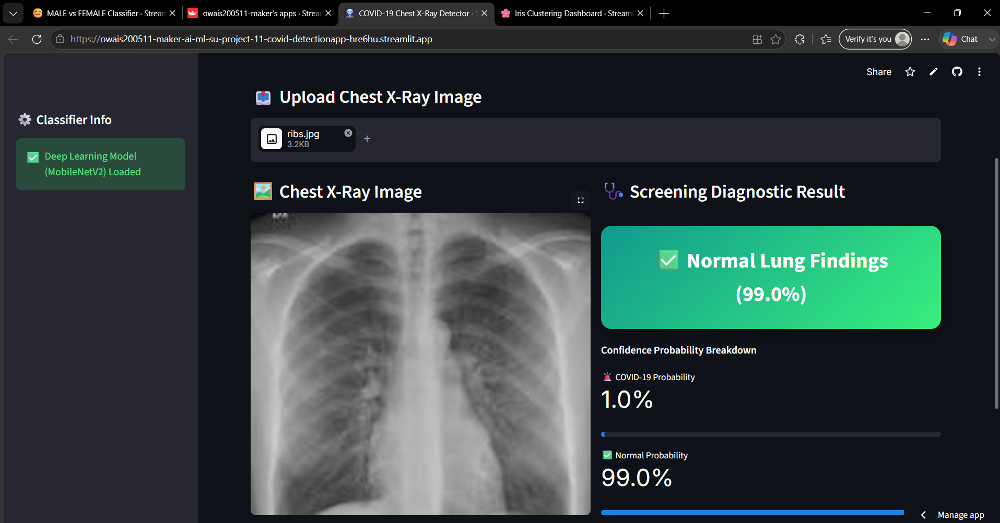 MALE vs FEMALE Classifier · Stream
owais200511-maker's apps · Strea
COVID-19 Chest X-Ray Detector · S
Iris Clustering Dashboard · Streaml
https://owais200511-maker-ai-ml-su-project-11-covid-detectionapp-hre6hu.streamlit.app
Verify it's you
Chat
Share
Classifier Info
Deep Learning Model
(MobileNetV2) Loaded
Upload Chest X-Ray Image
ribs.jpg
3.2KB
Chest X-Ray Image
Screening Diagnostic Result
Normal Lung Findings
(99.0%)
Confidence Probability Breakdown
COVID-19 Probability
1.0%
Normal Probability
99.0%
Manage app